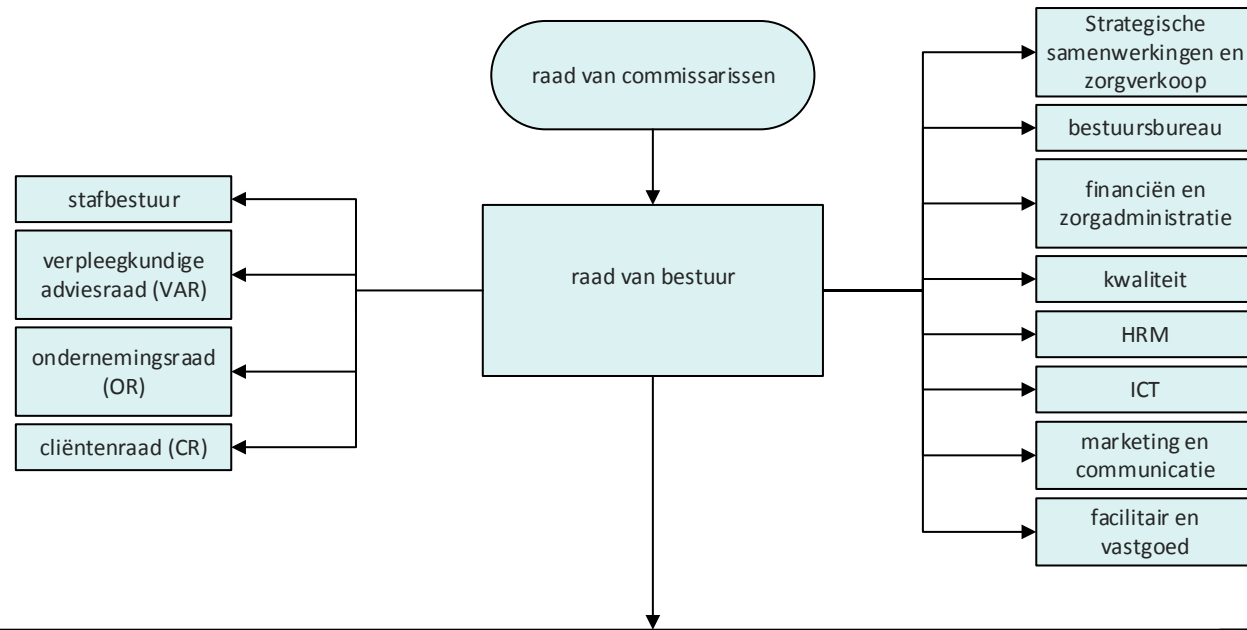 raad van commissarissen
raad van bestuur
stafbestuur
verpleegkundige
adviesraad (VAR)
ondernemingsraad
(OR)
cliëntenraad (CR)
Strategische
samenwerkingen en
zorgverkoop
bestuursbureau
financiën en
zorgadministratie
kwaliteit
HRM
ICT
marketing en
communicatie
facilitair en
vastgoed